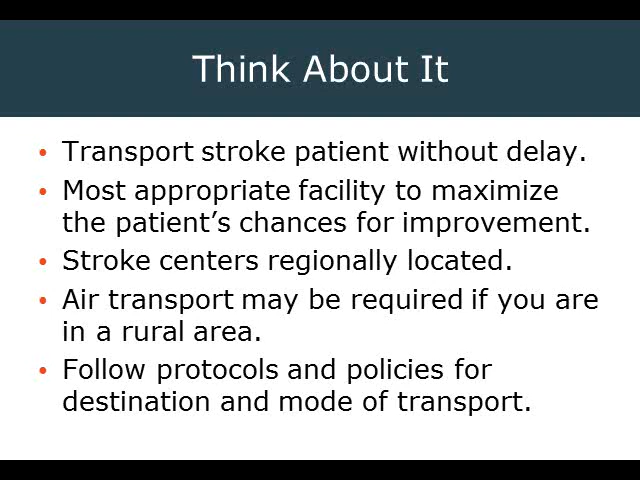 Think About It
• Transport stroke patient without delay.
• Most appropriate facility to maximize
the patient’s chances for improvement.
• Stroke centers regionally located.
• Air transport may be required if you are
in a rural area.
• Follow protocols and policies for
destination and mode of transport.